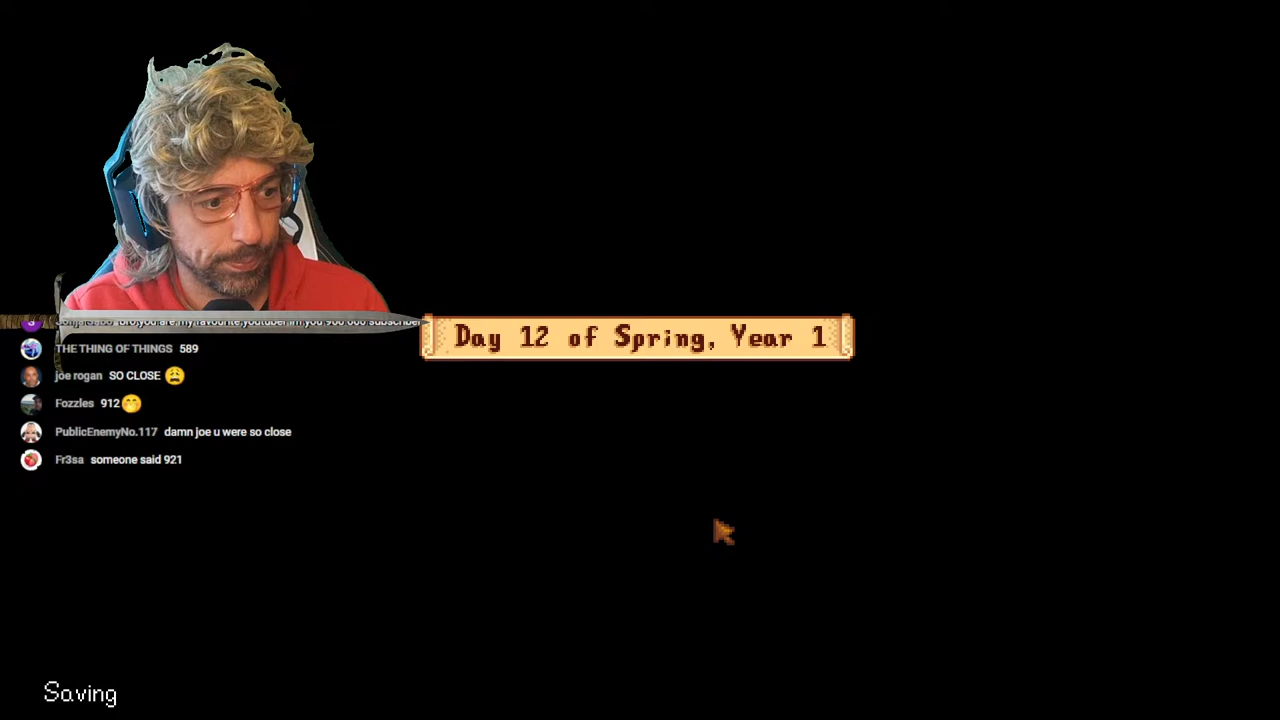 Day 12 of Spring, Year 1
THE THING OF THINGS 589
joe rogan SO CLOSE 😩
Fozzles 912🤭
PublicEnemyNo.117 damn joe u were so close
Fr3sa someone said 921
Saving